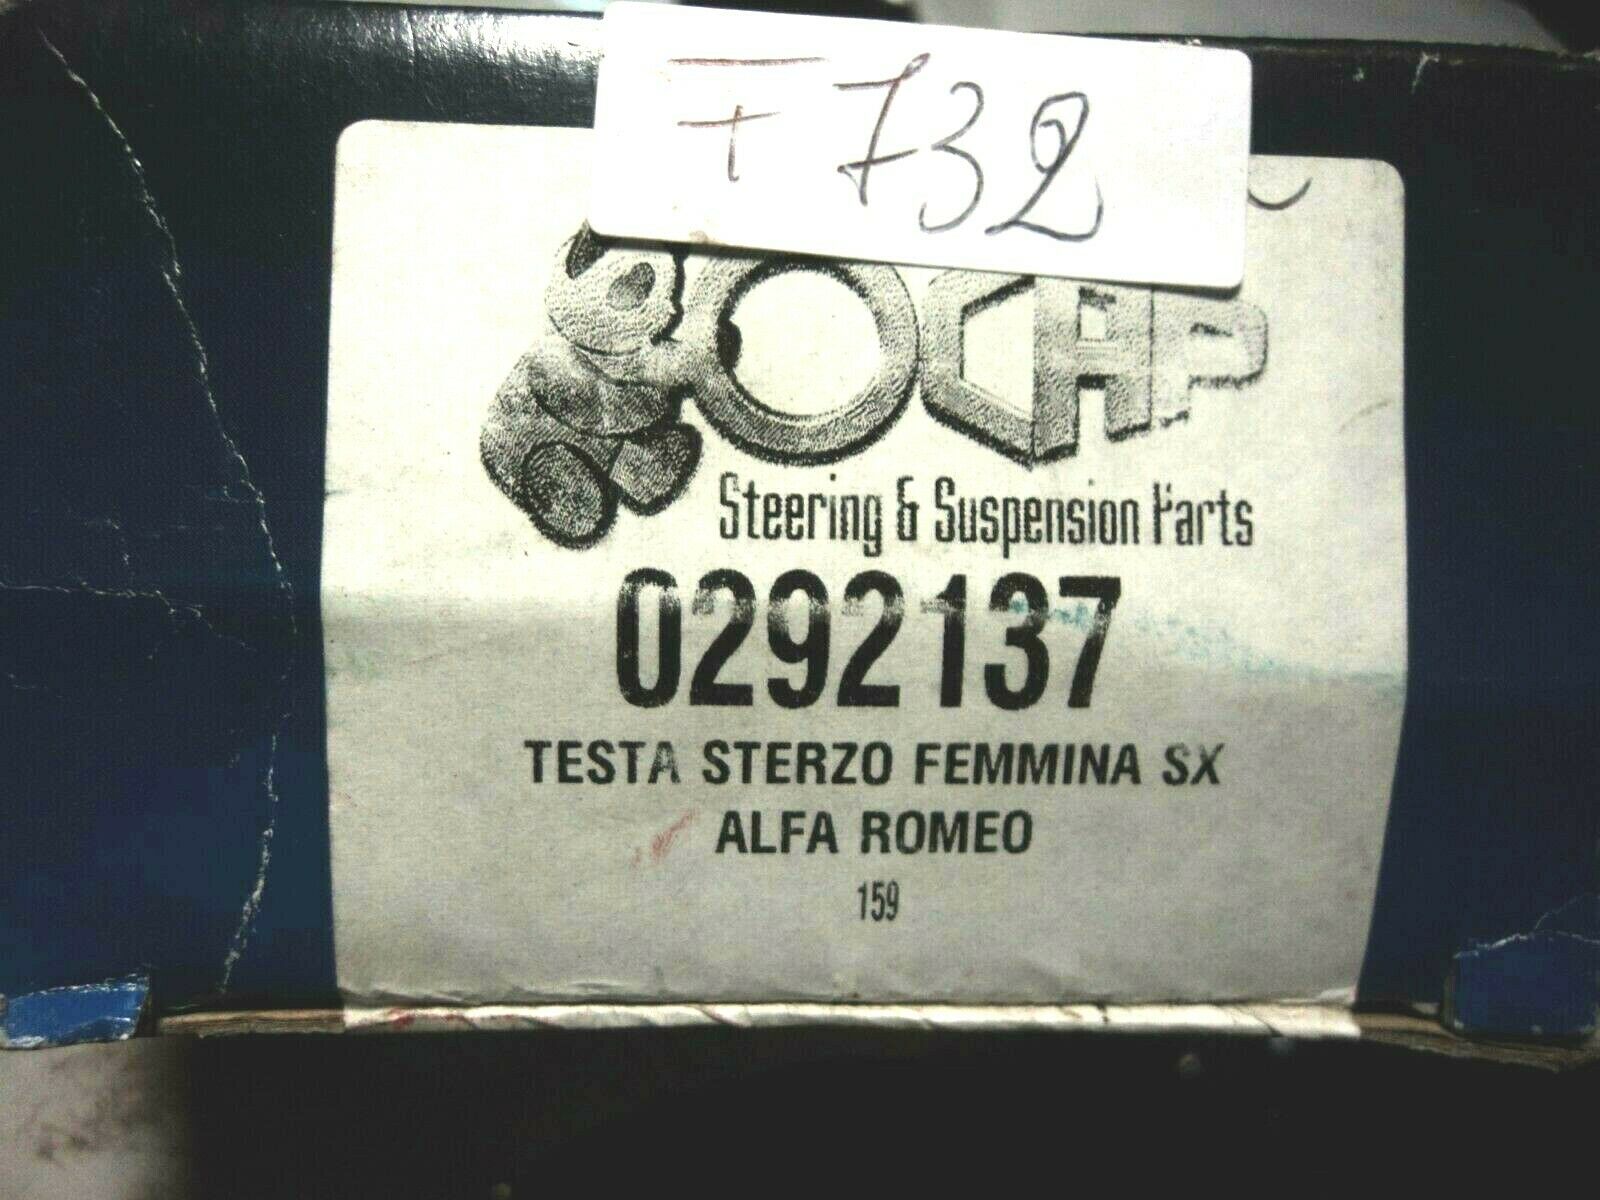 F 732
OCAP
Steering & Suspension Parts
0292137
TESTA STERZO FEMMINA SX
ALFA ROMEO
159